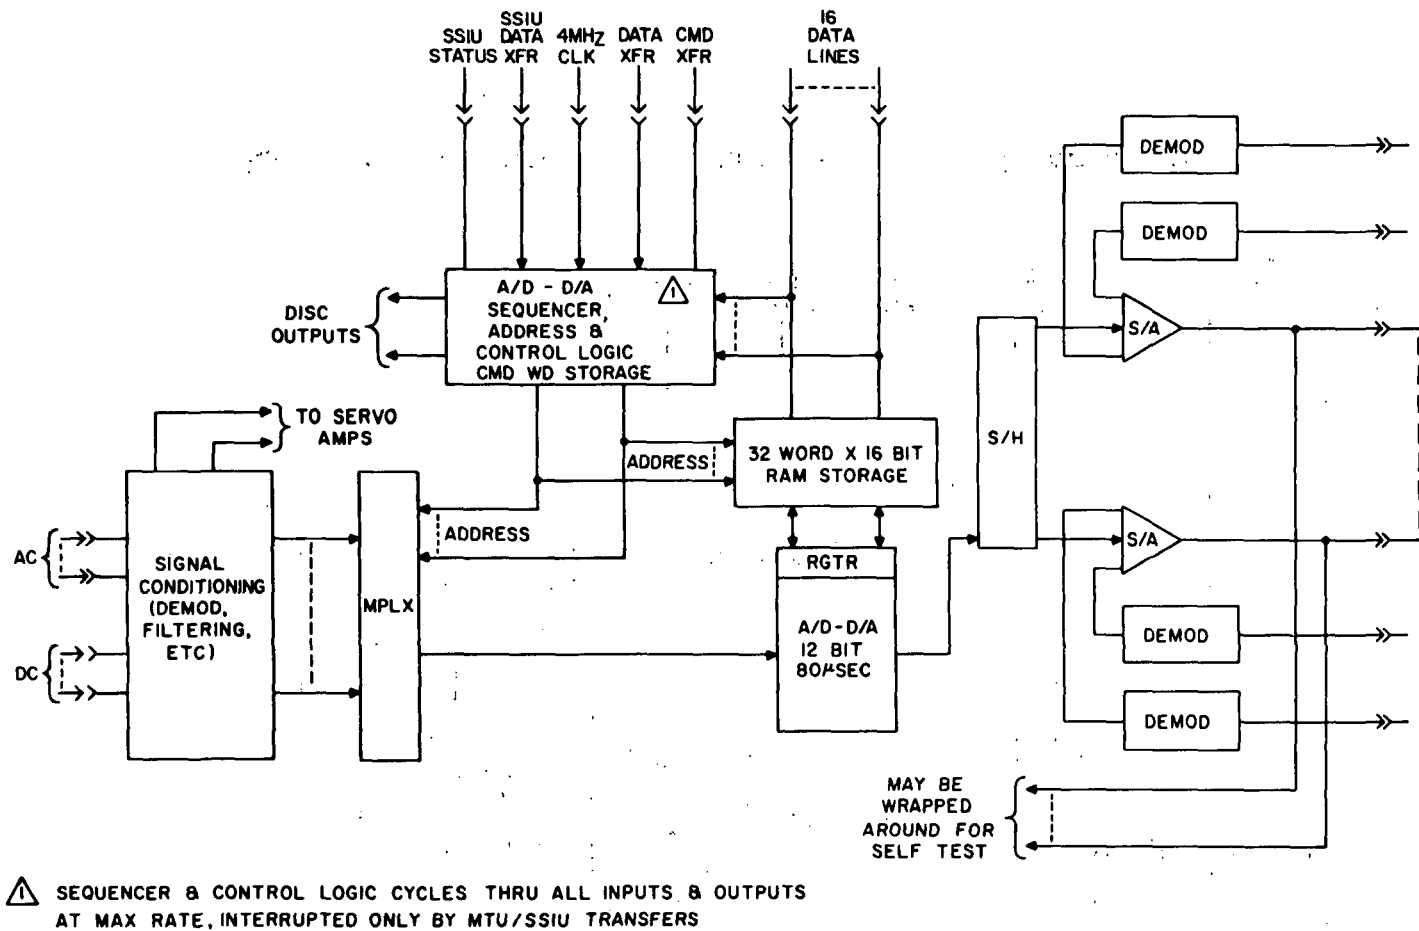 SSIU
STATUS
SSIU
DATA
XFR
4MHz
CLK
DATA
XFR
CMD
XFR
16
DATA
LINES
DEMOD
DEMOD
A/D - D/A
SEQUENCER,
ADDRESS &
CONTROL LOGIC
CMD WD STORAGE
1
DISC
OUTPUTS
S/A
TO SERVO
AMPS
ADDRESS
32 WORD X 16 BIT
RAM STORAGE
S/H
ADDRESS
S/A
AC
DC
SIGNAL
CONDITIONING
(DEMOD,
FILTERING,
ETC)
MPLX
RGTR
A/D-D/A
12 BIT
80μSEC
DEMOD
DEMOD
MAY BE
WRAPPED
AROUND FOR
SELF TEST
1 SEQUENCER & CONTROL LOGIC CYCLES THRU ALL INPUTS & OUTPUTS
AT MAX RATE, INTERRUPTED ONLY BY MTU/SSIU TRANSFERS